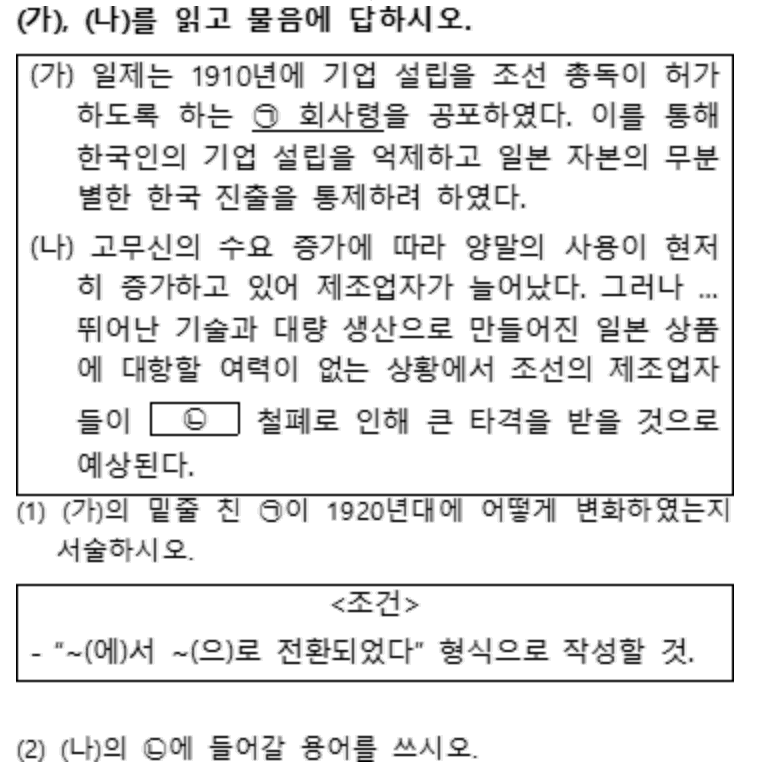 (가), (나)를 읽고 물음에 답하시오.
(가) 일제는 1910년에 기업 설립을 조선 총독이 허가
하도록 하는 ㉠ 회사령을 공포하였다. 이를 통해
한국인의 기업 설립을 억제하고 일본 자본의 무분
별한 한국 진출을 통제하려 하였다.
(나) 고무신의 수요 증가에 따라 양말의 사용이 현저
히 증가하고 있어 제조업자가 늘어났다. 그러나 ...
뛰어난 기술과 대량 생산으로 만들어진 일본 상품
에 대항할 여력이 없는 상황에서 조선의 제조업자
들이 ㉡ 철폐로 인해 큰 타격을 받을 것으로
예상된다.
(1) (가)의 밑줄 친 ㉠이 1920년대에 어떻게 변화하였는지
서술하시오.
<조건>
- "~(에)서 ~(으)로 전환되었다" 형식으로 작성할 것.
(2) (나)의 ㉡에 들어갈 용어를 쓰시오.